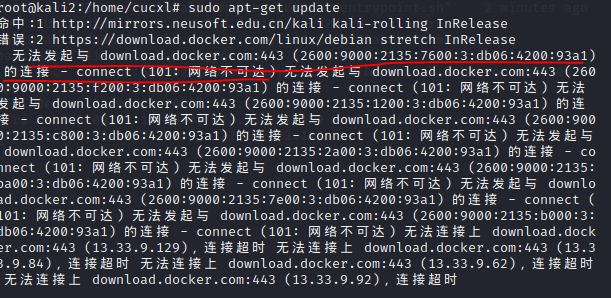 root@kali2:/home/cucxl# sudo apt-get update
命中:1 http://mirrors.neusoft.edu.cn/kali kali-rolling InRelease
错误:2 https://download.docker.com/linux/debian stretch InRelease
无法发起与 download.docker.com:443 (2600:9000:2135:7600:3:db06:4200:93a1)
的连接 - connect (101: 网络不可达) 无法发起与 download.docker.com:443 (260
0:9000:2135:f200:3:db06:4200:93a1) 的连接 - connect (101: 网络不可达) 无法
发起与 download.docker.com:443 (2600:9000:2135:1200:3:db06:4200:93a1) 的连
接 - connect (101: 网络不可达) 无法发起与 download.docker.com:443 (2600:900
0:2135:c800:3:db06:4200:93a1) 的连接 - connect (101: 网络不可达) 无法发起与
download.docker.com:443 (2600:9000:2135:2a00:3:db06:4200:93a1) 的连接 - co
nnect (101: 网络不可达) 无法发起与 download.docker.com:443 (2600:9000:2135:
ba00:3:db06:4200:93a1) 的连接 - connect (101: 网络不可达) 无法发起与 downlo
ad.docker.com:443 (2600:9000:2135:7e00:3:db06:4200:93a1) 的连接 - connect (
101: 网络不可达) 无法发起与 download.docker.com:443 (2600:9000:2135:b000:3:
db06:4200:93a1) 的连接 - connect (101: 网络不可达) 无法连接上 download.dock
er.com:443 (13.33.9.129), 连接超时 无法连接上 download.docker.com:443 (13.3
3.9.84), 连接超时 无法连接上 download.docker.com:443 (13.33.9.62), 连接超时
无法连接上 download.docker.com:443 (13.33.9.92), 连接超时